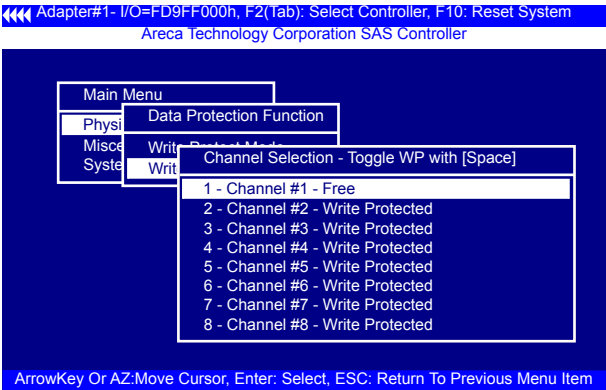 Adapter#1- I/O=FD9FF000h, F2(Tab): Select Controller, F10: Reset System
Areca Technology Corporation SAS Controller
Main Menu
Data Protection Function
Physi
Misce
Write Protect Mode
Syste
Writ
Channel Selection - Toggle WP with [Space]
1 - Channel #1 - Free
2 - Channel #2 - Write Protected
3 - Channel #3 - Write Protected
4 - Channel #4 - Write Protected
5 - Channel #5 - Write Protected
6 - Channel #6 - Write Protected
7 - Channel #7 - Write Protected
8 - Channel #8 - Write Protected
ArrowKey Or AZ:Move Cursor, Enter: Select, ESC: Return To Previous Menu Item